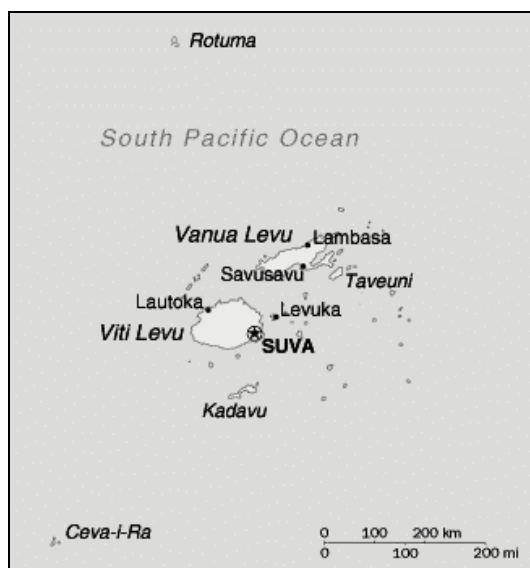 Rotuma
South Pacific Ocean
Vanua Levu
Lambasa
Savusavu
Taveuni
Lautoka
Levuka
Viti Levu
SUVA
Kadavu
Ceva-i-Ra
0 100 200 km
0 100 200 mi